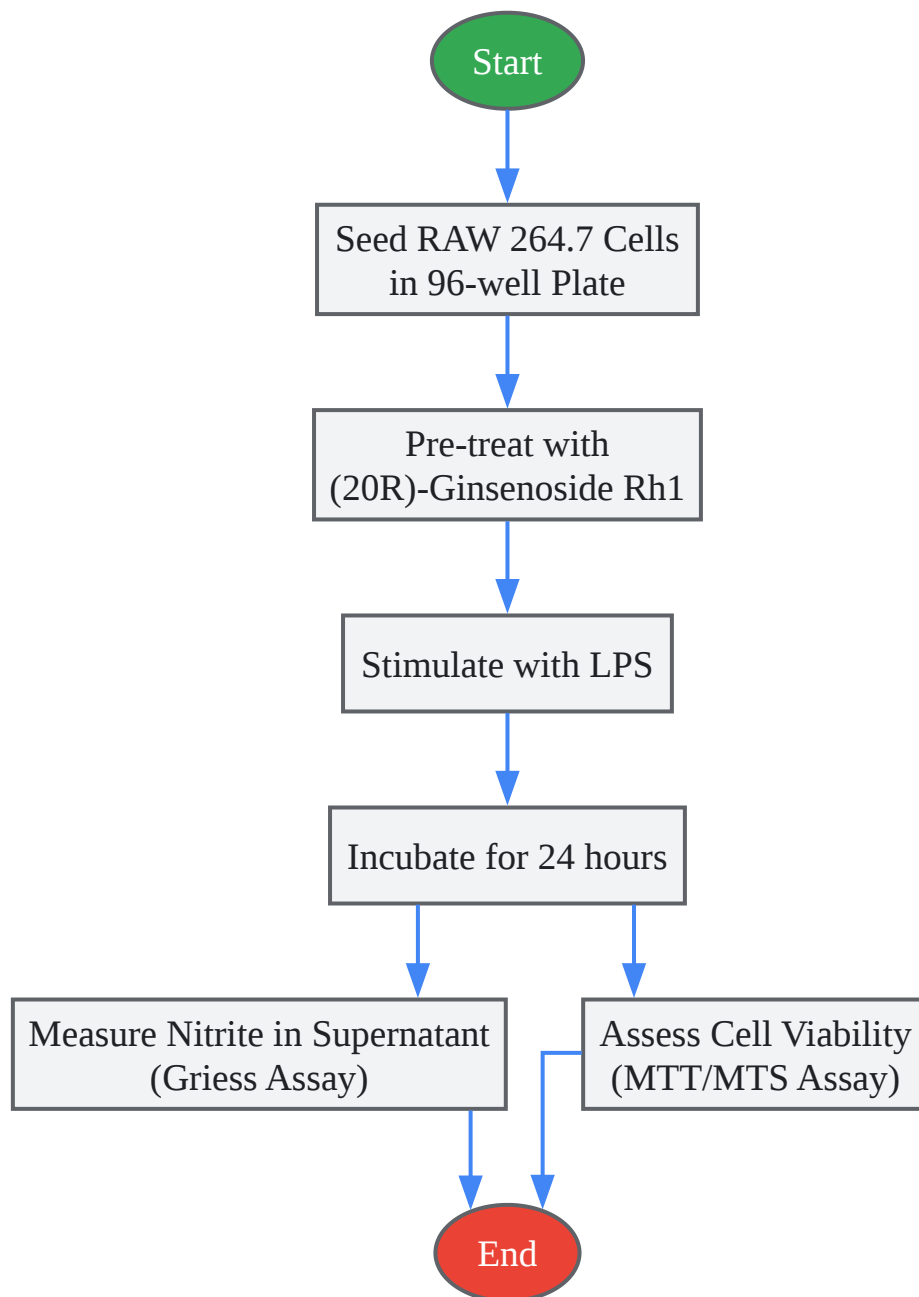 Start
Seed RAW 264.7 Cells
in 96-well Plate
Pre-treat with
(20R)-Ginsenoside Rh1
Stimulate with LPS
Incubate for 24 hours
Measure Nitrite in Supernatant
(Griess Assay)
Assess Cell Viability
(MTT/MTS Assay)
End